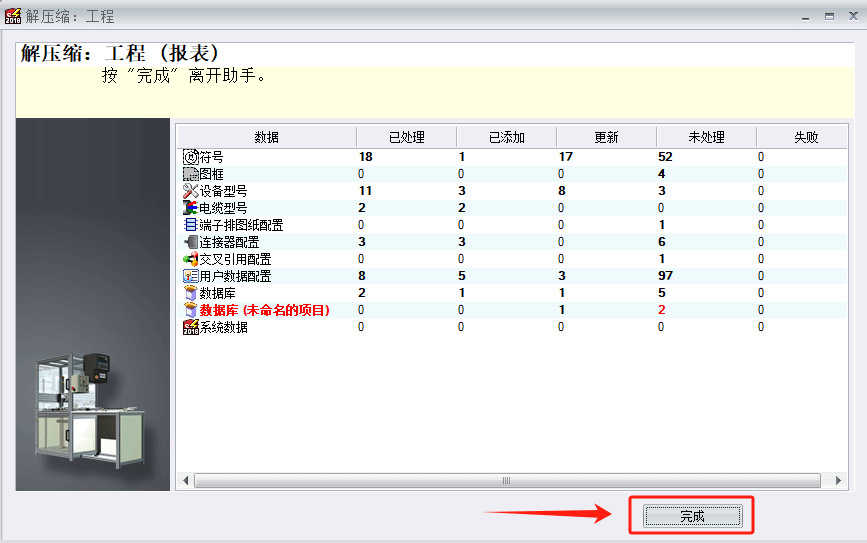 2018 解压缩：工程
解压缩：工程（报表）
按“完成”离开助手。
数据 已处理 已添加 更新 未处理 失败
符号 18 1 17 52 0
图框 0 0 0 4 0
设备型号 11 3 8 3 0
电缆型号 2 2 0 0 0
端子排图纸配置 0 0 0 1 0
连接器配置 3 3 0 6 0
交叉引用配置 0 0 0 1 0
用户数据配置 8 5 3 97 0
数据库 2 1 1 5 0
数据库 (未命名的项目) 0 0 1 2 0
2018 系统数据 0 0 0 0 0
完成